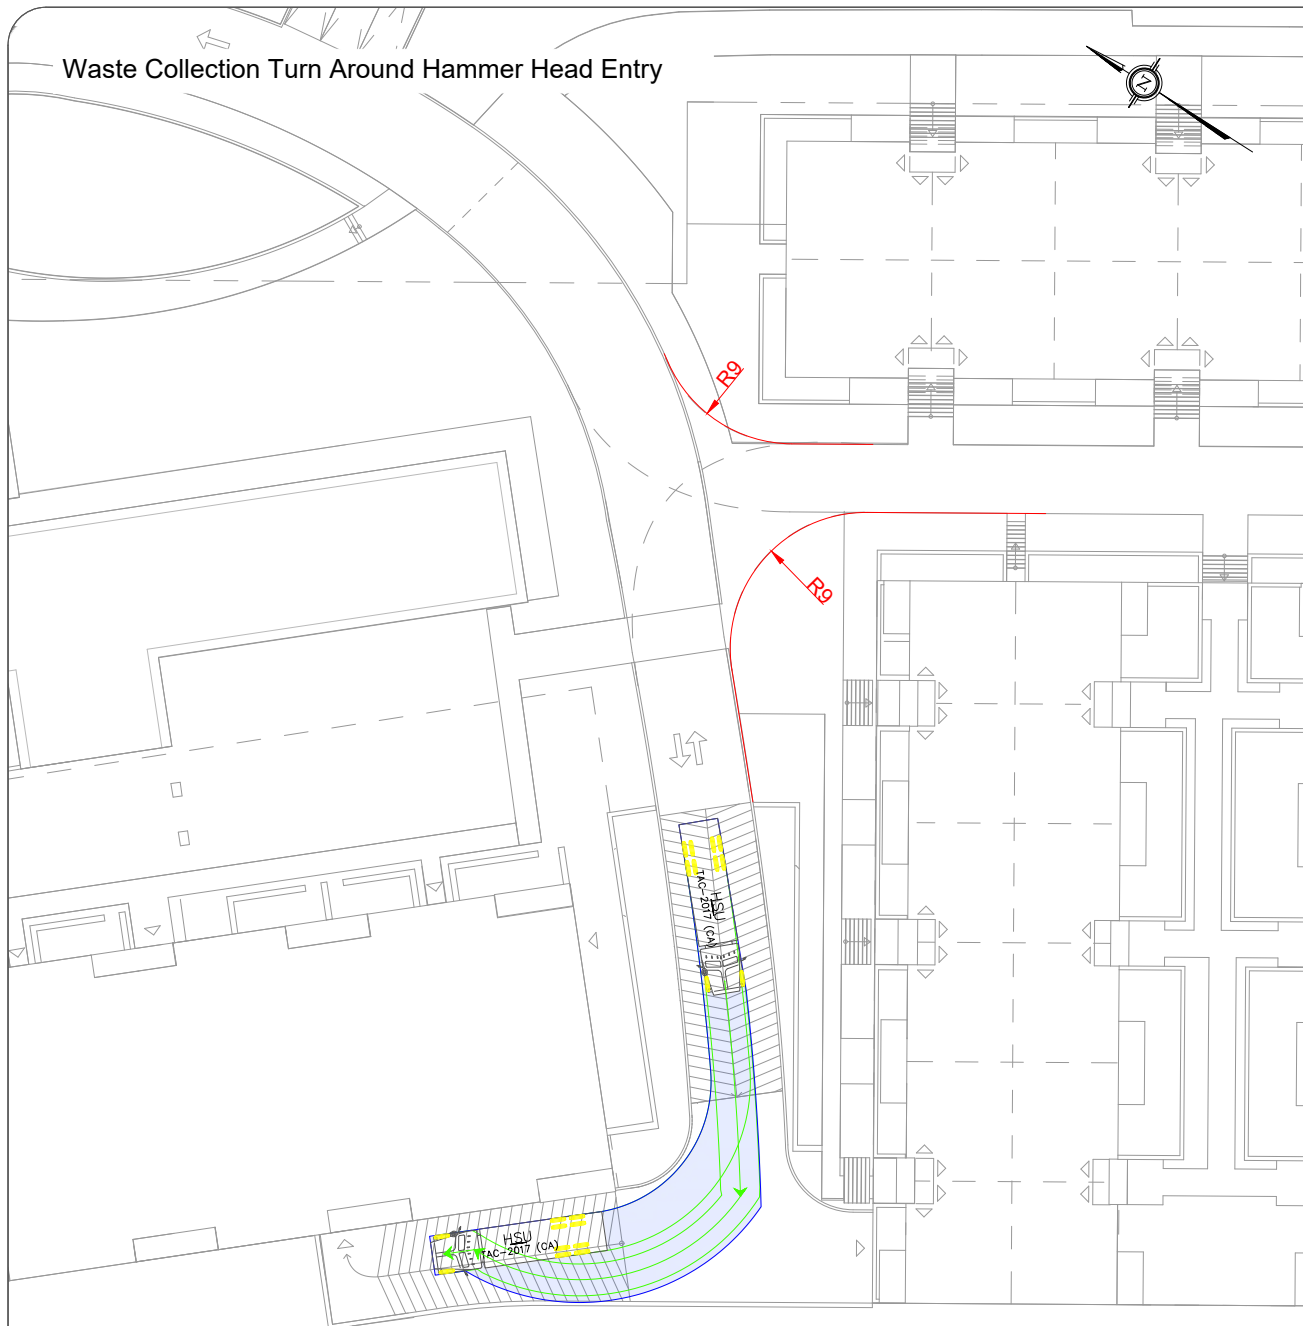 Waste Collection Turn Around Hammer Head Entry
N
R9
R9
HSU
TAC-2017 (CA)
HSU
TAC-2017 (CA)